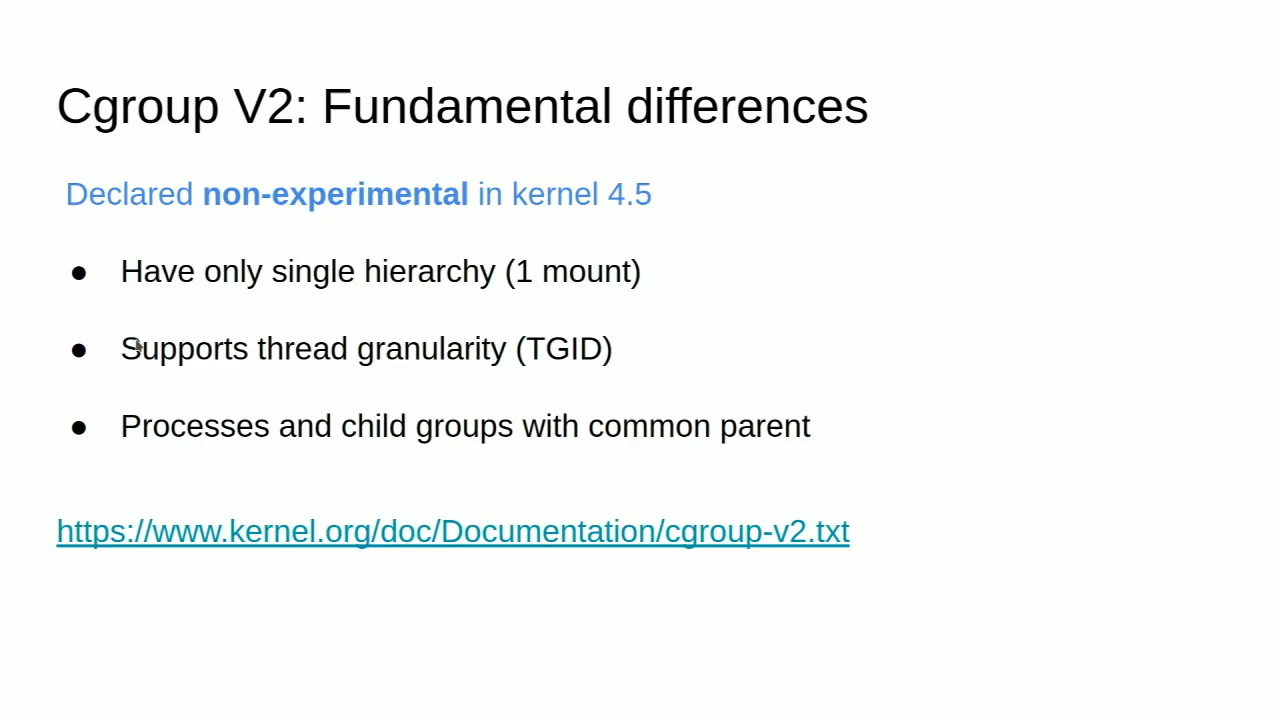 Cgroup V2: Fundamental differences
Declared non-experimental in kernel 4.5
● Have only single hierarchy (1 mount)
● Supports thread granularity (TGID)
● Processes and child groups with common parent
https://www.kernel.org/doc/Documentation/cgroup-v2.txt